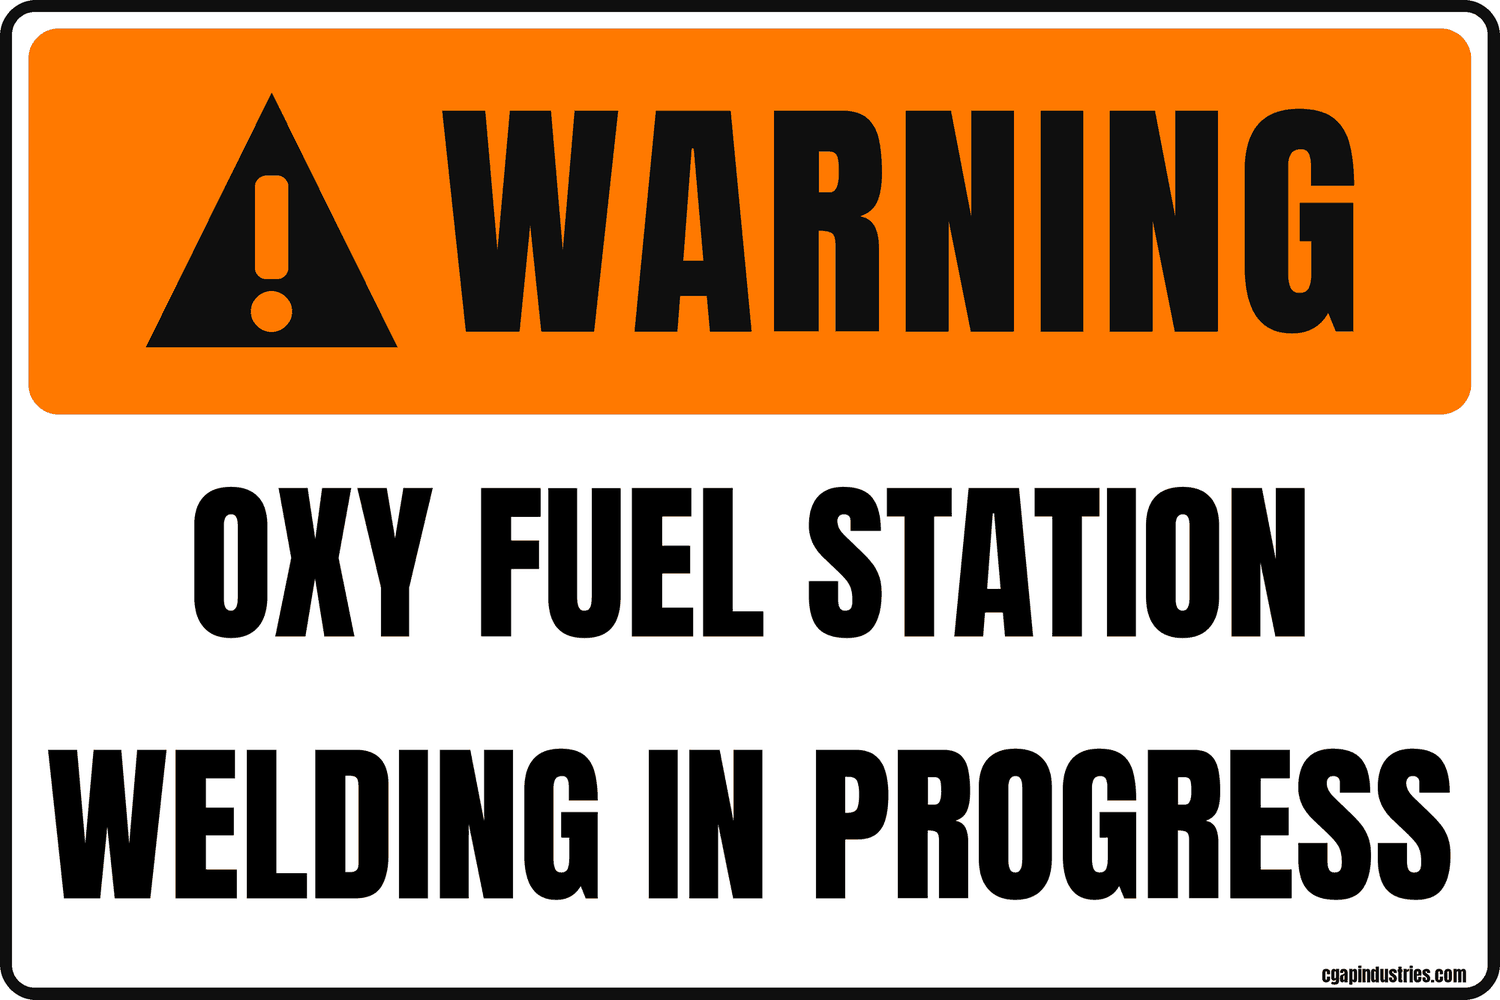 WARNING
OXY FUEL STATION
WELDING IN PROGRESS
cgapindustries.com